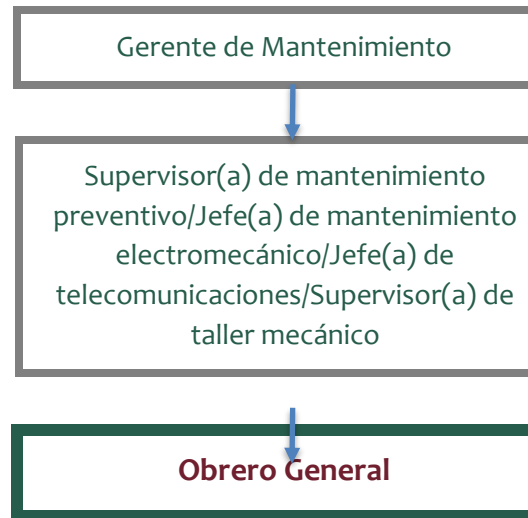 Gerente de Mantenimiento
Supervisor(a) de mantenimiento
preventivo/Jefe(a) de mantenimiento
electromecánico/Jefe(a) de
telecomunicaciones/Supervisor(a) de
taller mecánico
Obrero General